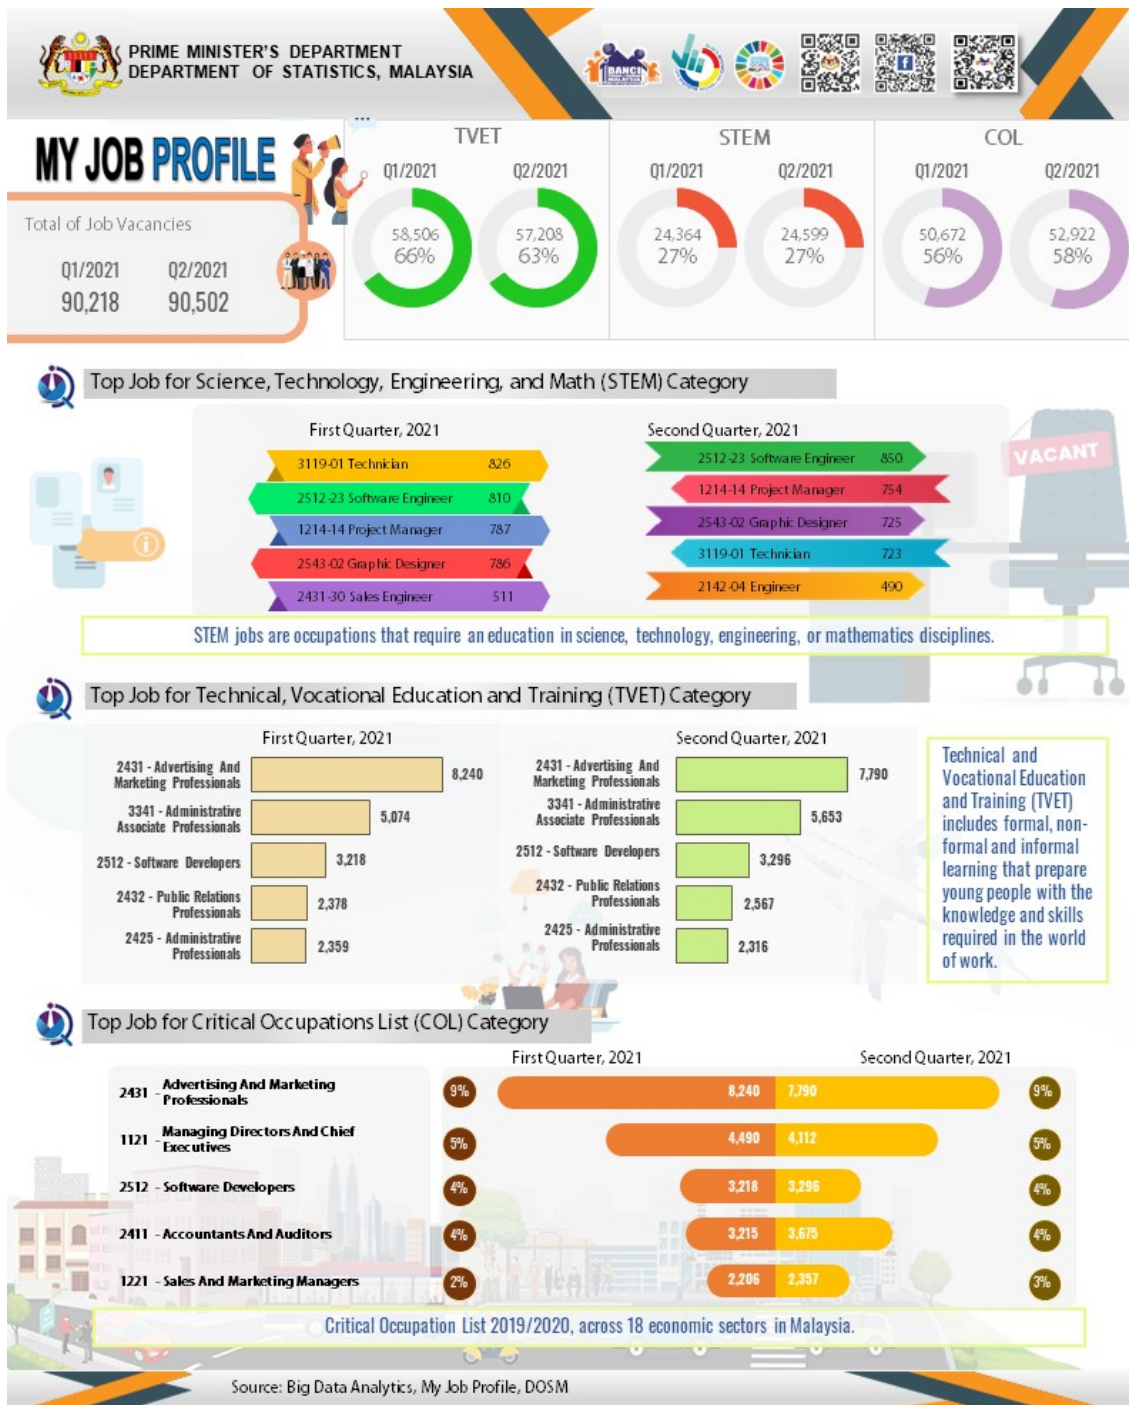 PRIME MINISTER'S DEPARTMENT
DEPARTMENT OF STATISTICS, MALAYSIA
BANCI
MALAYSIA
MY JOB PROFILE
Total of Job Vacancies
Q1/2021 Q2/2021
90,218 90,502
TVET
Q1/2021 Q2/2021
58,506 57,208
66% 63%
STEM
Q1/2021 Q2/2021
24,364 24,599
27% 27%
COL
Q1/2021 Q2/2021
50,672 52,922
56% 58%
Top Job for Science, Technology, Engineering, and Math (STEM) Category
First Quarter, 2021
3119-01 Technician 826
2512-23 Software Engineer 810
1214-14 Project Manager 787
2543-02 Graphic Designer 786
2431-30 Sales Engineer 511
Second Quarter, 2021
2512-23 Software Engineer 850
1214-14 Project Manager 754
2543-02 Graphic Designer 725
3119-01 Technician 723
2142-04 Engineer 490
VACANT
STEM jobs are occupations that require an education in science, technology, engineering, or mathematics disciplines.
Top Job for Technical, Vocational Education and Training (TVET) Category
First Quarter, 2021
2431 - Advertising And
Marketing Professionals 8,240
3341 - Administrative
Associate Professionals 5,074
2512 - Software Developers 3,218
2432 - Public Relations
Professionals 2,378
2425 - Administrative
Professionals 2,359
Second Quarter, 2021
2431 - Advertising And
Marketing Professionals 7,790
3341 - Administrative
Associate Professionals 5,653
2512 - Software Developers 3,296
2432 - Public Relations
Professionals 2,567
2425 - Administrative
Professionals 2,316
Technical and
Vocational Education
and Training (TVET)
includes formal, non-
formal and informal
learning that prepare
young people with the
knowledge and skills
required in the world
of work.
Top Job for Critical Occupations List (COL) Category
First Quarter, 2021 Second Quarter, 2021
2431 - Advertising And Marketing
Professionals 9% 8,240 7,790 9%
1121 - Managing Directors And Chief
Executives 5% 4,490 4,112 5%
2512 - Software Developers 4% 3,218 3,296 4%
2411 - Accountants And Auditors 4% 3,215 3,675 4%
1221 - Sales And Marketing Managers 2% 2,206 2,357 3%
Critical Occupation List 2019/2020, across 18 economic sectors in Malaysia.
Source: Big Data Analytics, My Job Profile, DOSM